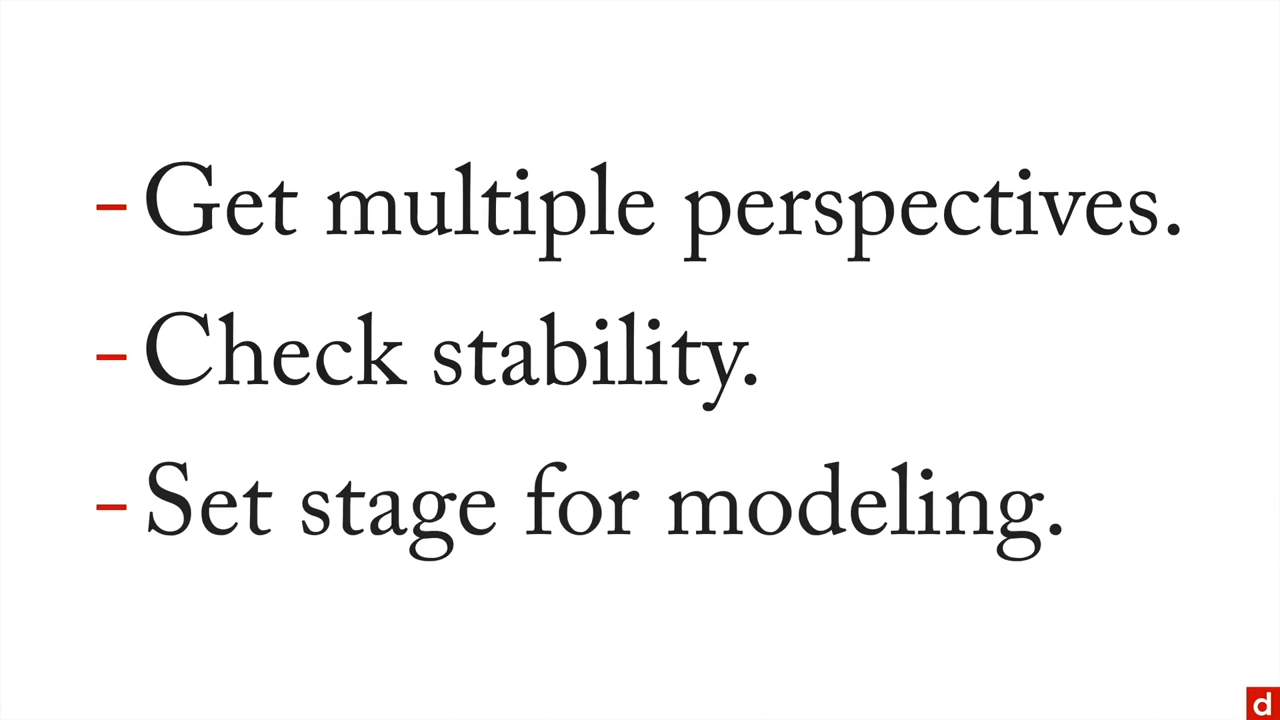 - Get multiple perspectives.
- Check stability.
- Set stage for modeling.
d